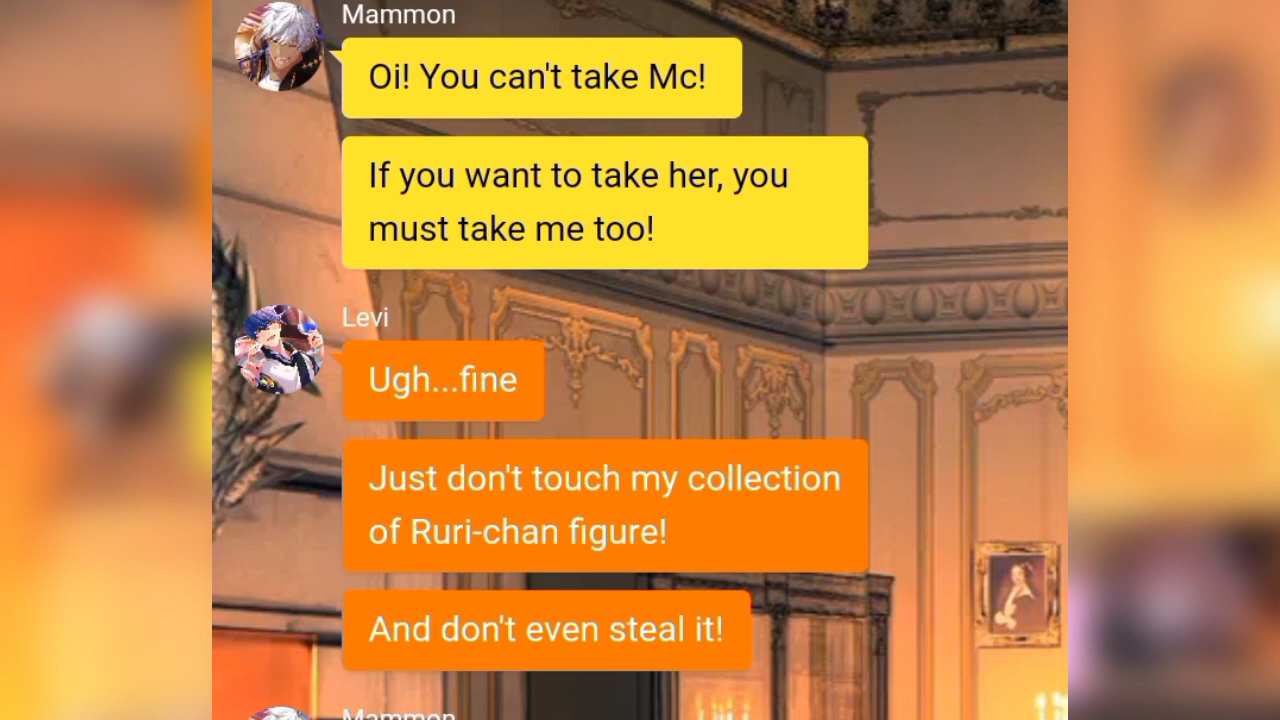 Mammon
Oi! You can't take Mc!
If you want to take her, you
must take me too!
Levi
Ugh...fine
Just don't touch my collection
of Ruri-chan figure!
And don't even steal it!
Mammon